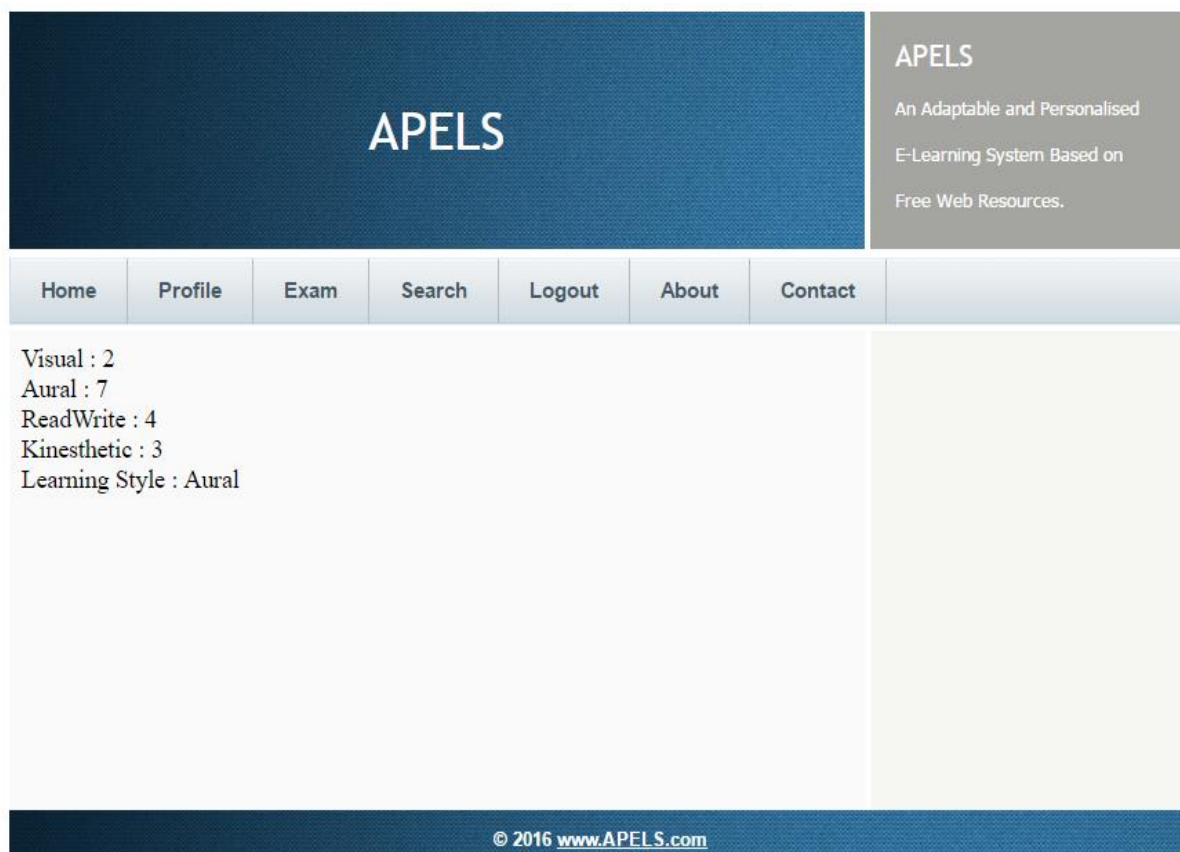 APELS
APELS
An Adaptable and Personalised
E-Learning System Based on
Free Web Resources.
Home Profile Exam Search Logout About Contact
Visual : 2
Aural : 7
ReadWrite : 4
Kinesthetic : 3
Learning Style : Aural
© 2016 www.APELS.com